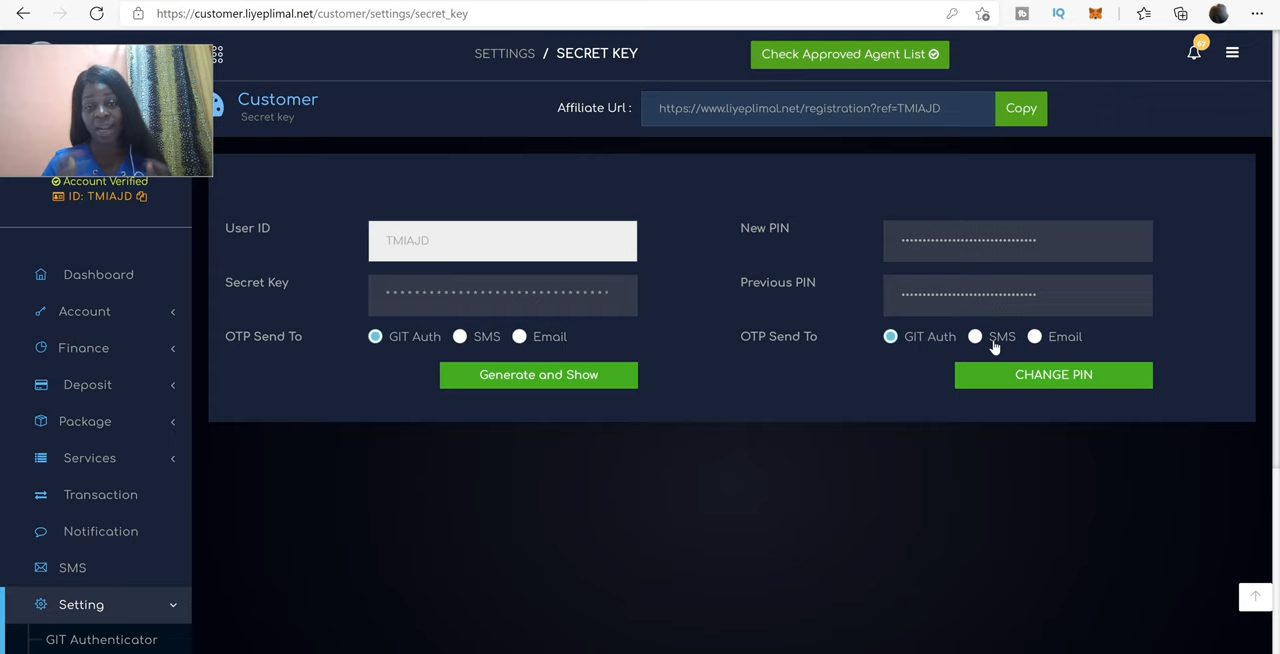 https://customer.liyeplimal.net/customer/settings/secret_key
IQ
SETTINGS / SECRET KEY
Check Approved Agent List
67
Customer
Secret key
Affiliate Url :
https://www.liyeplimal.net/registration?ref=TMIAJD
Copy
Account Verified
ID: TMIAJD
User ID
TMIAJD
New PIN
Secret Key
Previous PIN
OTP Send To
GIT Auth
SMS
Email
OTP Send To
GIT Auth
SMS
Email
Generate and Show
CHANGE PIN
Dashboard
Account
Finance
Deposit
Package
Services
Transaction
Notification
SMS
Setting
GIT Authenticator